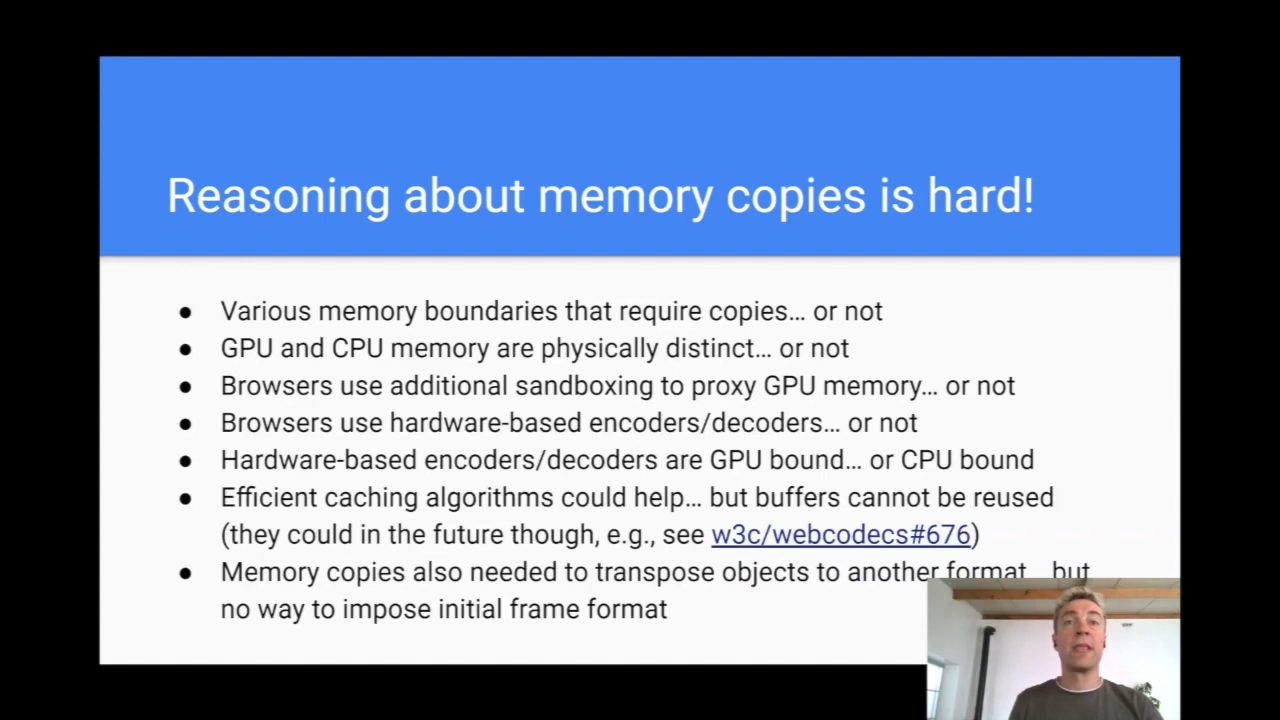 Reasoning about memory copies is hard!
● Various memory boundaries that require copies… or not
● GPU and CPU memory are physically distinct… or not
● Browsers use additional sandboxing to proxy GPU memory… or not
● Browsers use hardware-based encoders/decoders… or not
● Hardware-based encoders/decoders are GPU bound… or CPU bound
● Efficient caching algorithms could help… but buffers cannot be reused
(they could in the future though, e.g., see w3c/webcodecs#676)
● Memory copies also needed to transpose objects to another format… but
no way to impose initial frame format